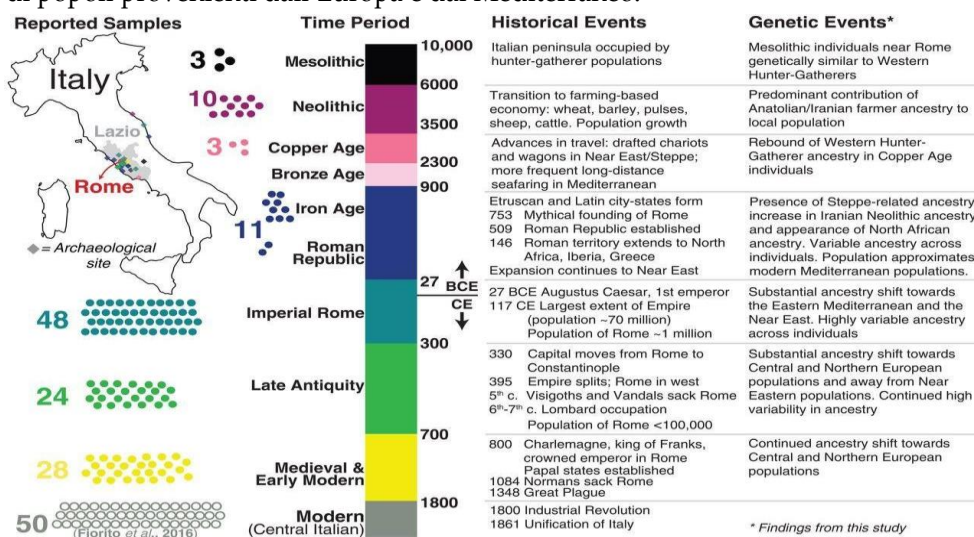 di popoli provenienti dall'Europa e dal Mediterraneo.
Reported Samples
Time Period
Historical Events
Genetic Events*
Italy
Lazio
Rome
= Archaeological
site
3
10
3
11
48
24
28
50
(Fiorito et al., 2016)
10,000
Mesolithic
6000
Neolithic
3500
Copper Age
2300
Bronze Age
900
Iron Age
Roman
Republic
27
BCE
CE
Imperial Rome
300
Late Antiquity
700
Medieval &
Early Modern
1800
Modern
(Central Italian)
Italian peninsula occupied by
hunter-gatherer populations
Transition to farming-based
economy: wheat, barley, pulses,
sheep, cattle. Population growth
Advances in travel: drafted chariots
and wagons in Near East/Steppe;
more frequent long-distance
seafaring in Mediterranean
Etruscan and Latin city-states form
753 Mythical founding of Rome
509 Roman Republic established
146 Roman territory extends to North
Africa, Iberia, Greece
Expansion continues to Near East
27 BCE Augustus Caesar, 1st emperor
117 CE Largest extent of Empire
(population ~70 million)
Population of Rome ~1 million
330 Capital moves from Rome to
Constantinople
395 Empire splits; Rome in west
5th c. Visigoths and Vandals sack Rome
6th-7th c. Lombard occupation
Population of Rome <100,000
800 Charlemagne, king of Franks,
crowned emperor in Rome
Papal states established
1084 Normans sack Rome
1348 Great Plague
1800 Industrial Revolution
1861 Unification of Italy
Mesolithic individuals near Rome
genetically similar to Western
Hunter-Gatherers
Predominant contribution of
Anatolian/Iranian farmer ancestry to
local population
Rebound of Western Hunter-
Gatherer ancestry in Copper Age
individuals
Presence of Steppe-related ancestry,
increase in Iranian Neolithic ancestry
and appearance of North African
ancestry. Variable ancestry across
individuals. Population approximates
modern Mediterranean populations.
Substantial ancestry shift towards
the Eastern Mediterranean and the
Near East. Highly variable ancestry
across individuals
Substantial ancestry shift towards
Central and Northern European
populations and away from Near
Eastern populations. Continued high
variability in ancestry
Continued ancestry shift towards
Central and Northern European
populations
* Findings from this study